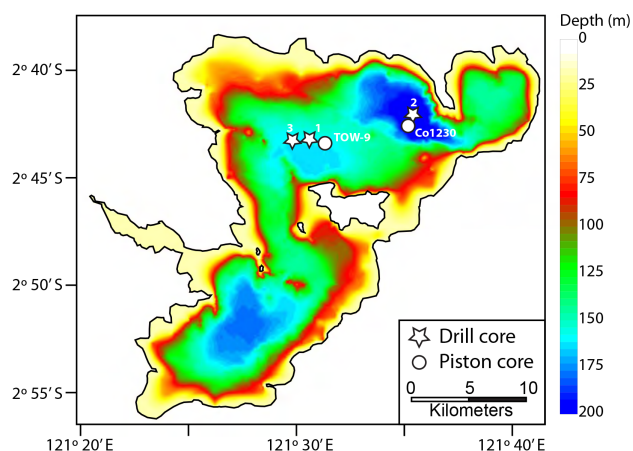 Depth (m)
0
25
50
75
100
125
150
175
200
2° 40' S
2° 45' S
2° 50' S
2° 55' S
121° 20' E
121° 30' E
121° 40' E
2
Co1230
3
1
TOW-9
Drill core
Piston core
0 5 10
Kilometers